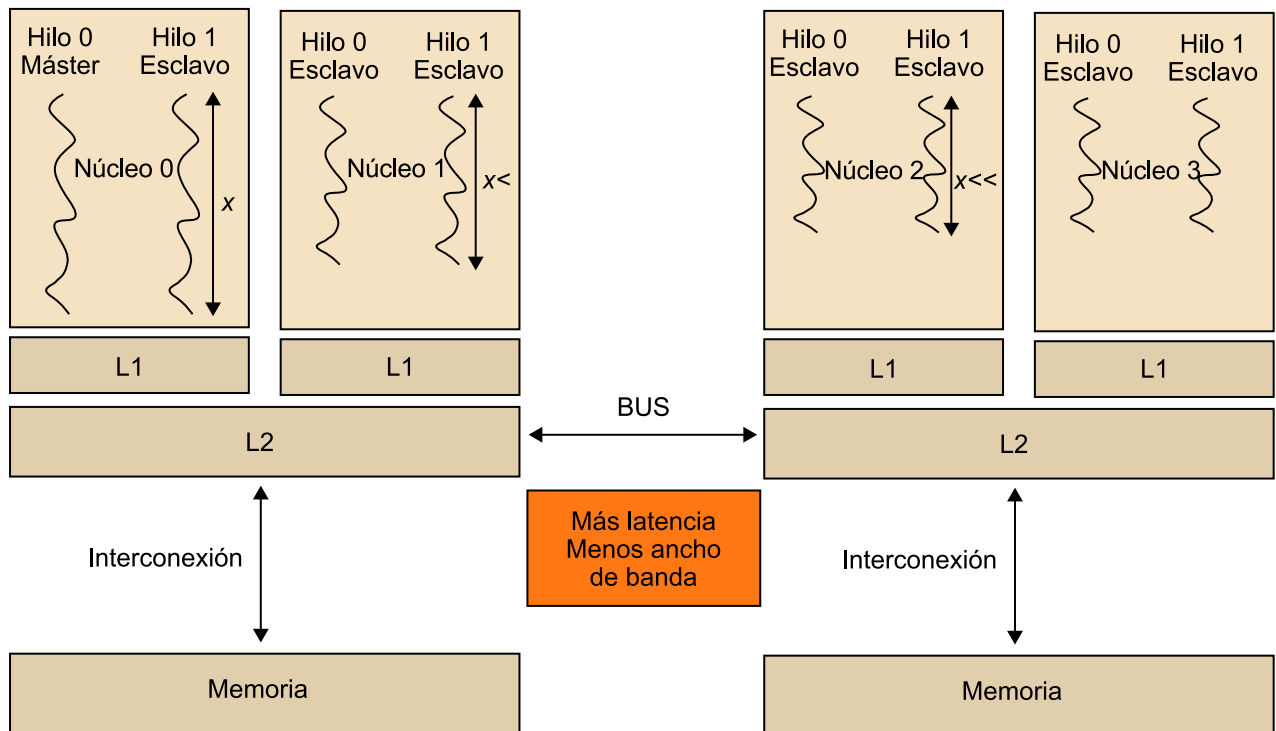 Hilo 0
Máster
Hilo 1
Esclavo
Núcleo 0
x
Hilo 0
Esclavo
Hilo 1
Esclavo
Núcleo 1
x<
Hilo 0
Esclavo
Hilo 1
Esclavo
Núcleo 2
x<<
Hilo 0
Esclavo
Hilo 1
Esclavo
Núcleo 3
L1
L1
L1
L1
L2
BUS
L2
Más latencia
Menos ancho
de banda
Interconexión
Interconexión
Memoria
Memoria